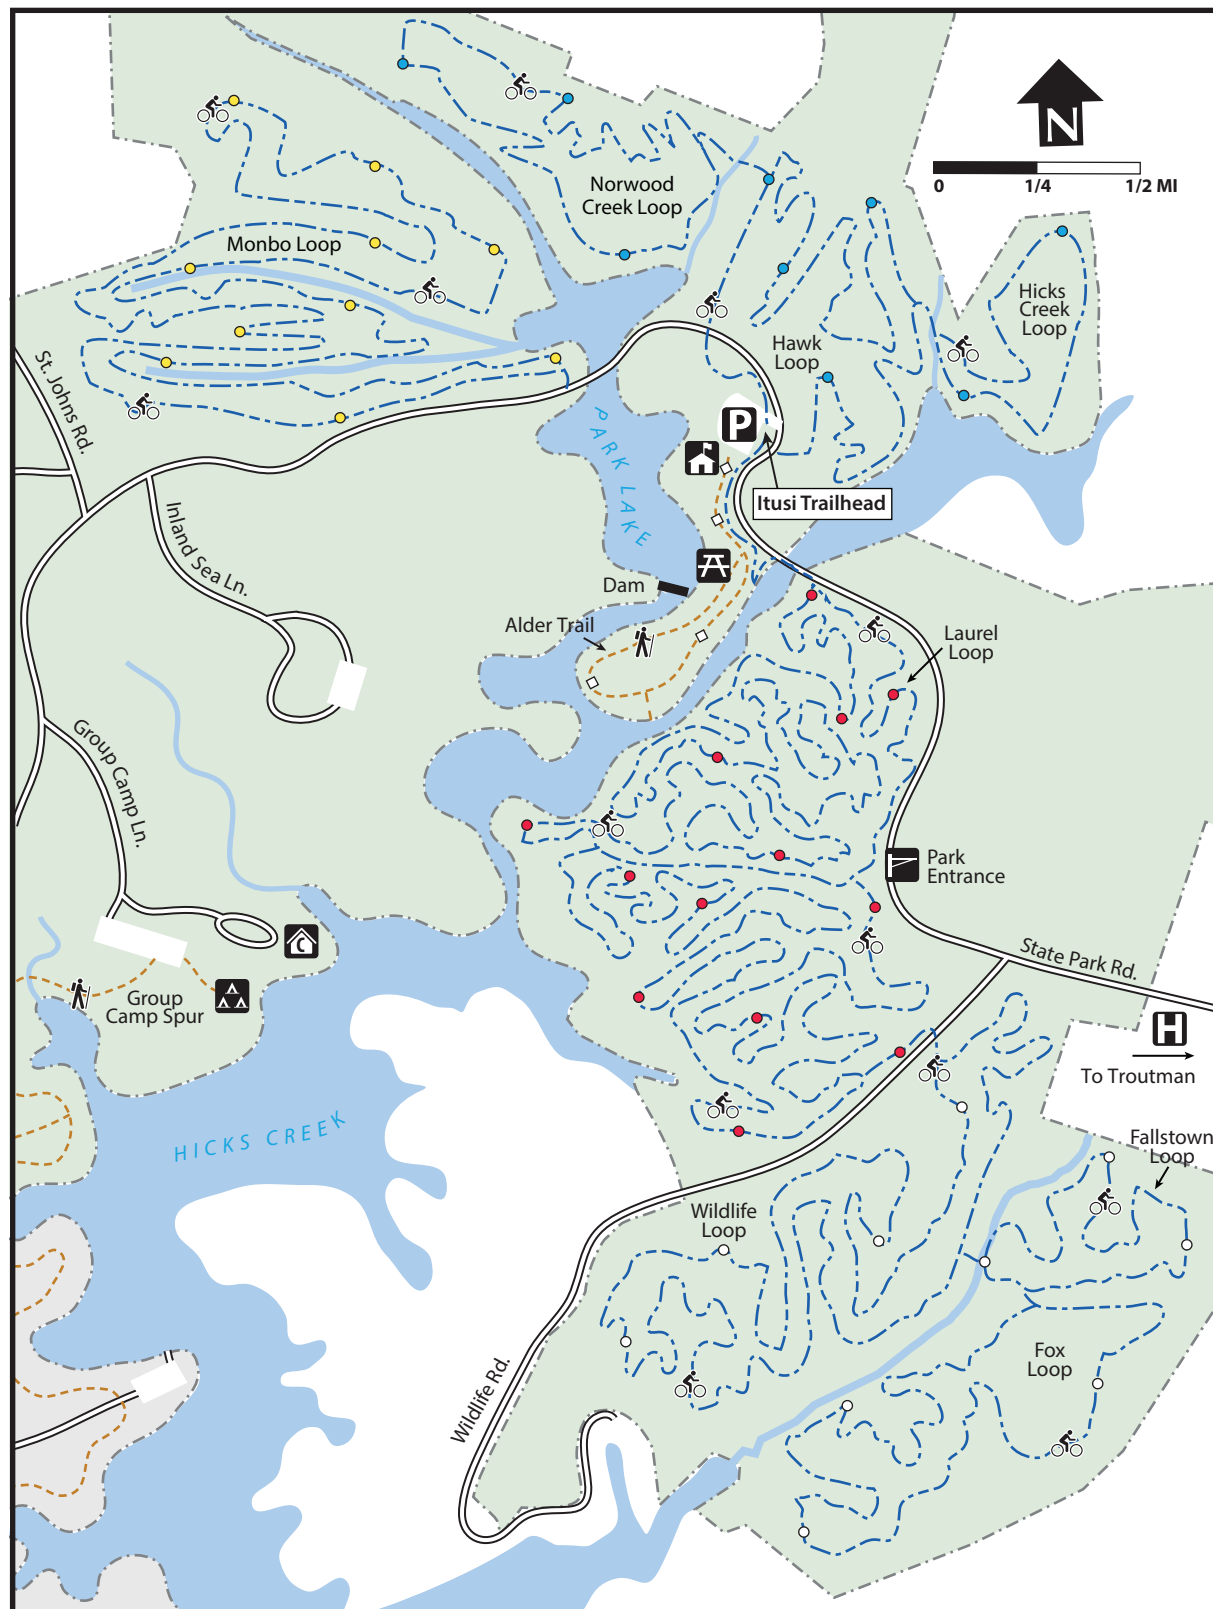 N
0 1/4 1/2 MI
Norwood
Creek Loop
Monbo Loop
Hicks
Creek
Loop
Hawk
Loop
St. Johns Rd.
PARK LAKE
P
Itusi Trailhead
Inland Sea Ln.
Dam
Alder Trail
Laurel
Loop
Group Camp Ln.
Park
Entrance
C
State Park Rd.
Group
Camp Spur
H
To Troutman
HICKS CREEK
Fallstown
Loop
Wildlife
Loop
Fox
Loop
Wildlife Rd.